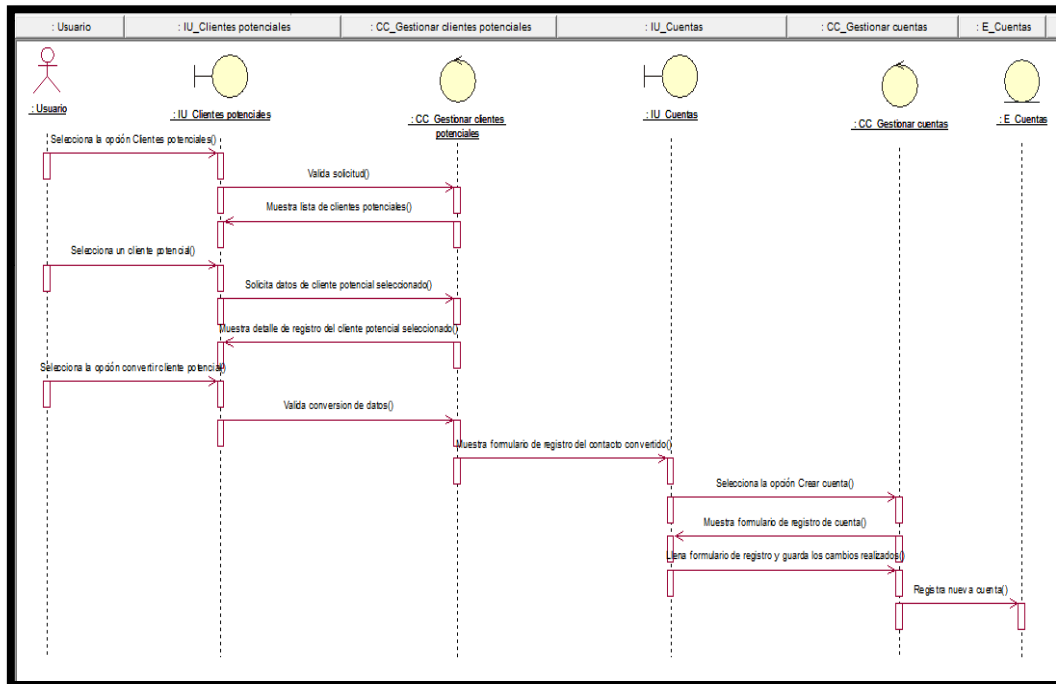 : Usuario
: IU_Clientes potenciales
: CC_Gestionar clientes potenciales
: IU_Cuentas
: CC_Gestionar cuentas
: E_Cuentas
: Usuario
: IU_Clientes potenciales
: CC_Gestionar clientes
potenciales
: IU_Cuentas
: CC_Gestionar cuentas
: E_Cuentas
Selecciona la opción Clientes potenciales()
Valida solicitud()
Muestra lista de clientes potenciales()
Selecciona un cliente potencial()
Solicita datos de cliente potencial seleccionado()
Muestra detalle de registro del cliente potencial seleccionado()
Selecciona la opción convertir cliente potencial()
Valida conversion de datos()
Muestra formulario de registro del contacto convertido()
Selecciona la opción Crear cuenta()
Muestra formulario de registro de cuenta()
Llena formulario de registro y guarda los cambios realizados()
Registra nueva cuenta()